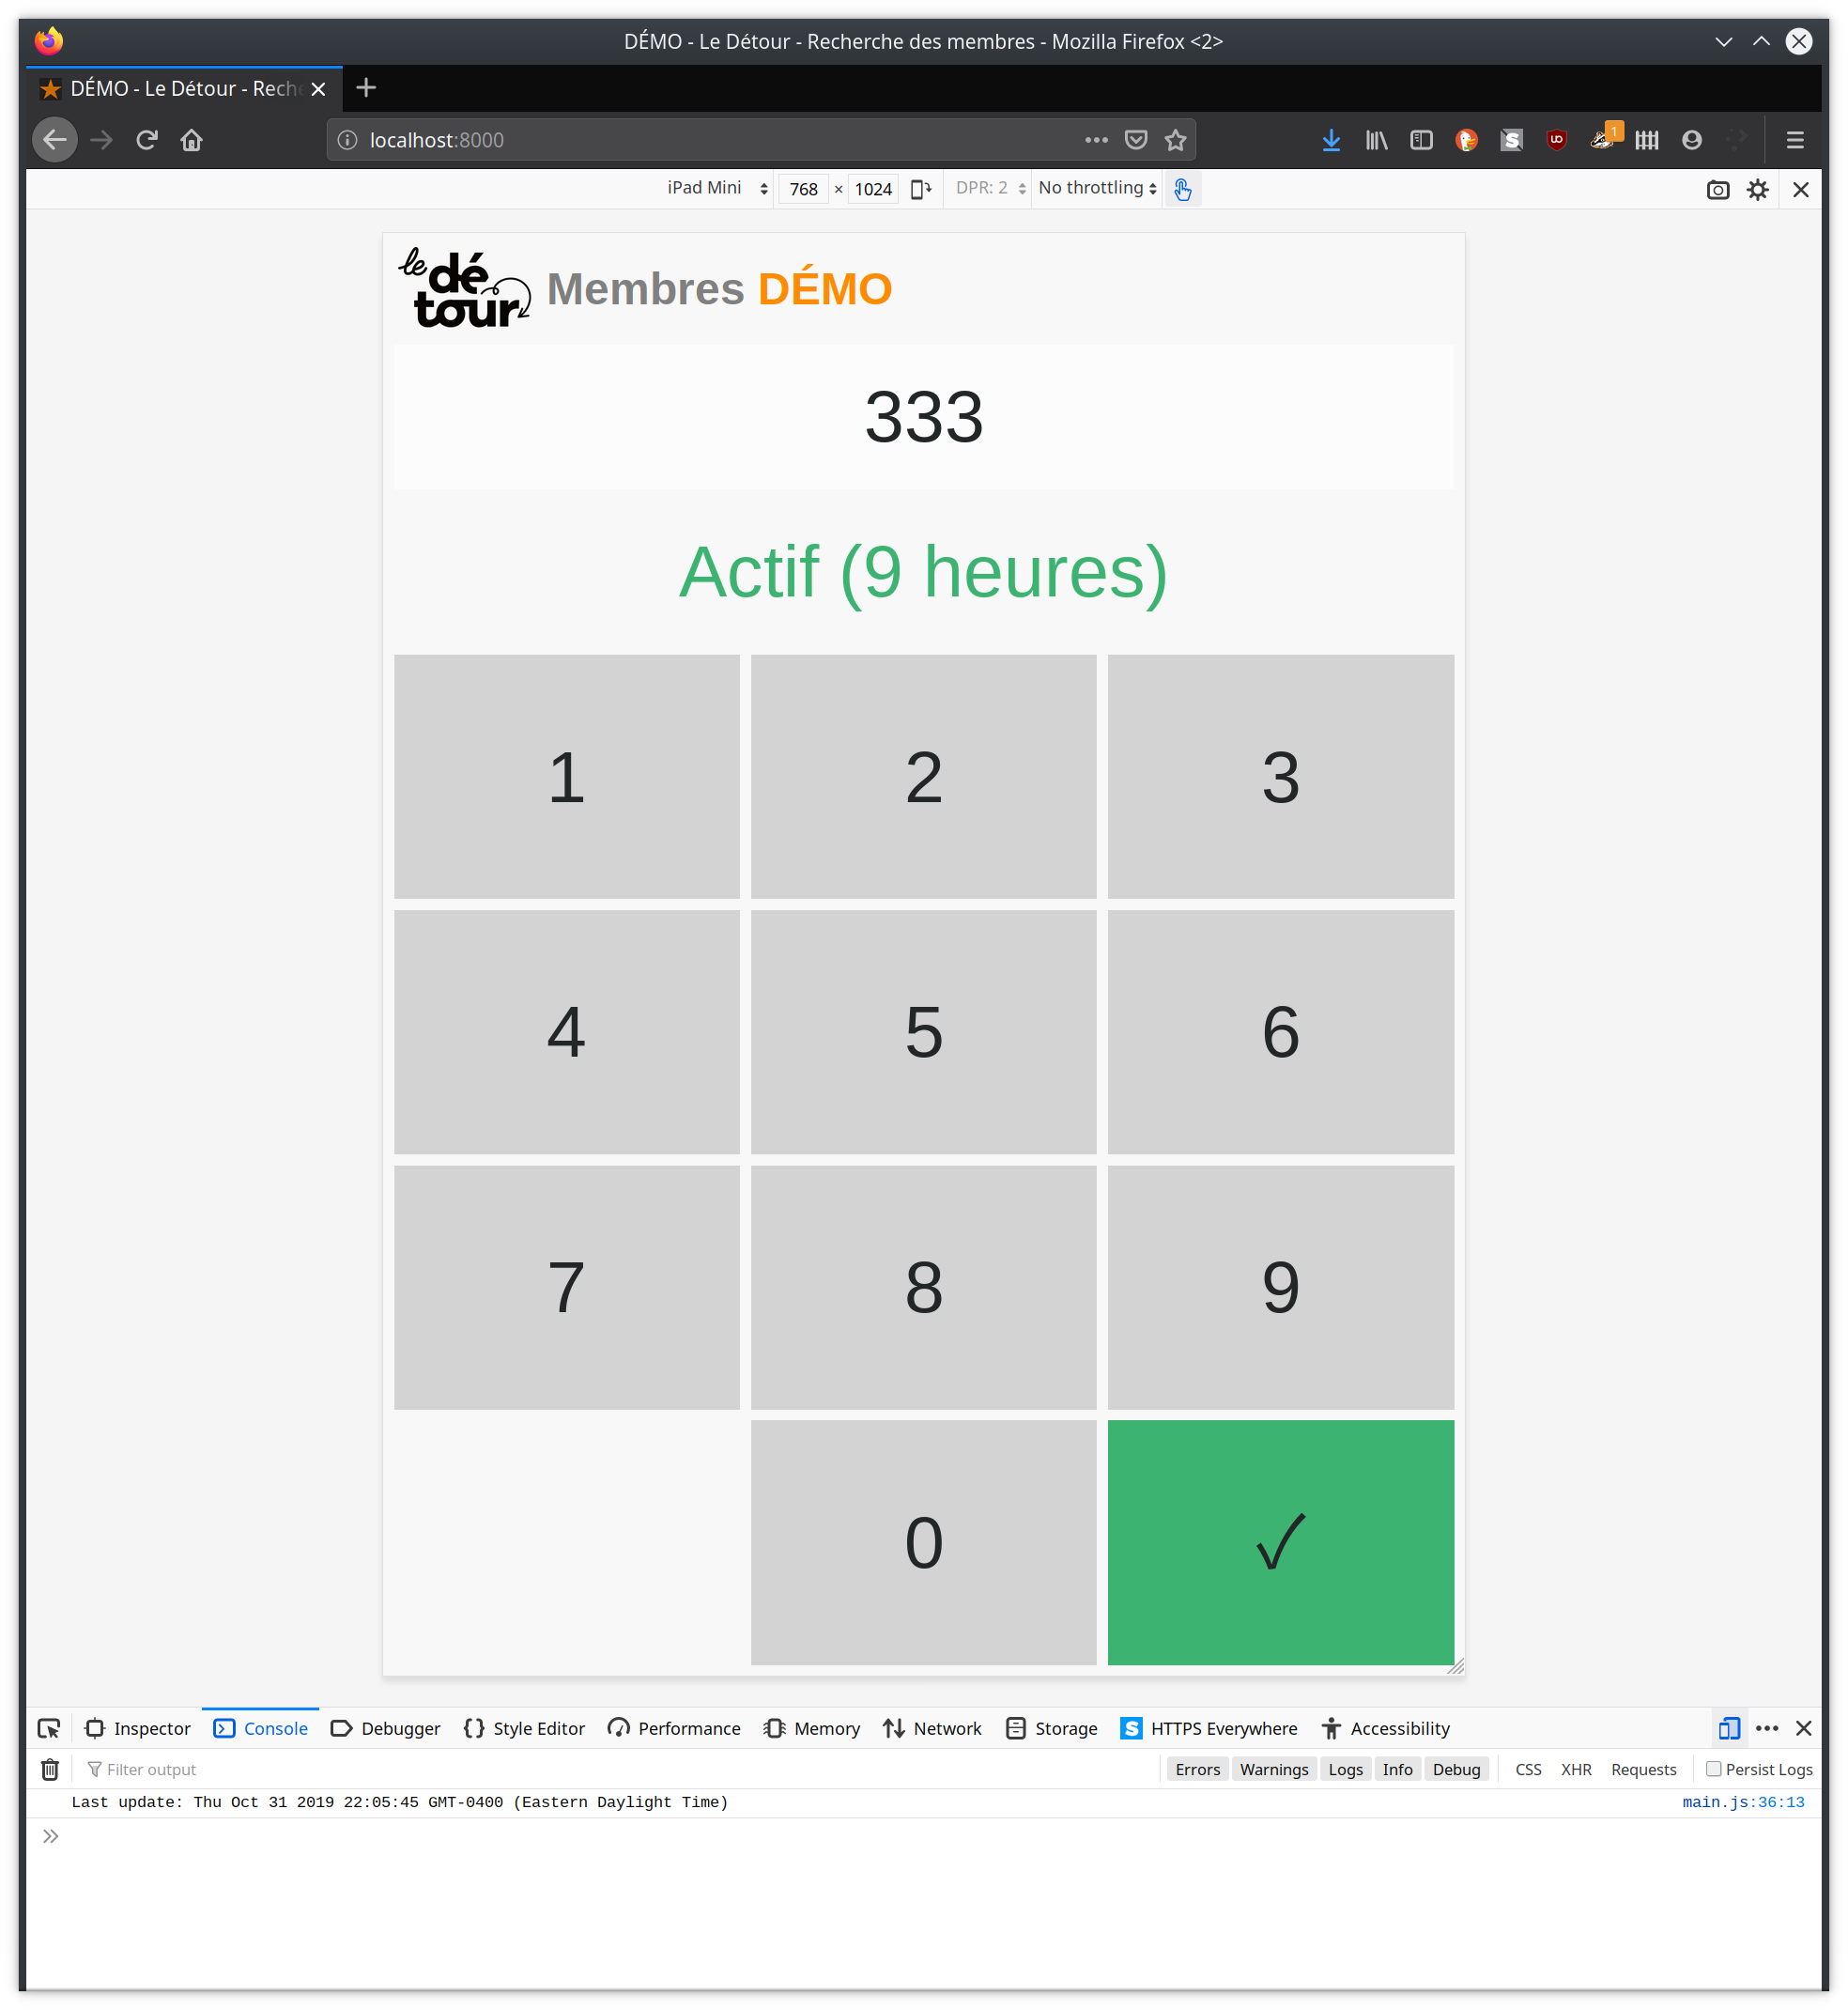 DÉMO - Le Détour - Recherche des membres - Mozilla Firefox <2>
DÉMO - Le Détour - Rech
localhost:8000
1
iPad Mini 768 × 1024 DPR: 2 No throttling
le dé tour
Membres DÉMO
333
Actif (9 heures)
1 2 3
4 5 6
7 8 9
0 ✓
Inspector Console Debugger Style Editor Performance Memory Network Storage HTTPS Everywhere Accessibility
Filter output Errors Warnings Logs Info Debug CSS XHR Requests Persist Logs
Last update: Thu Oct 31 2019 22:05:45 GMT-0400 (Eastern Daylight Time) main.js:36:13